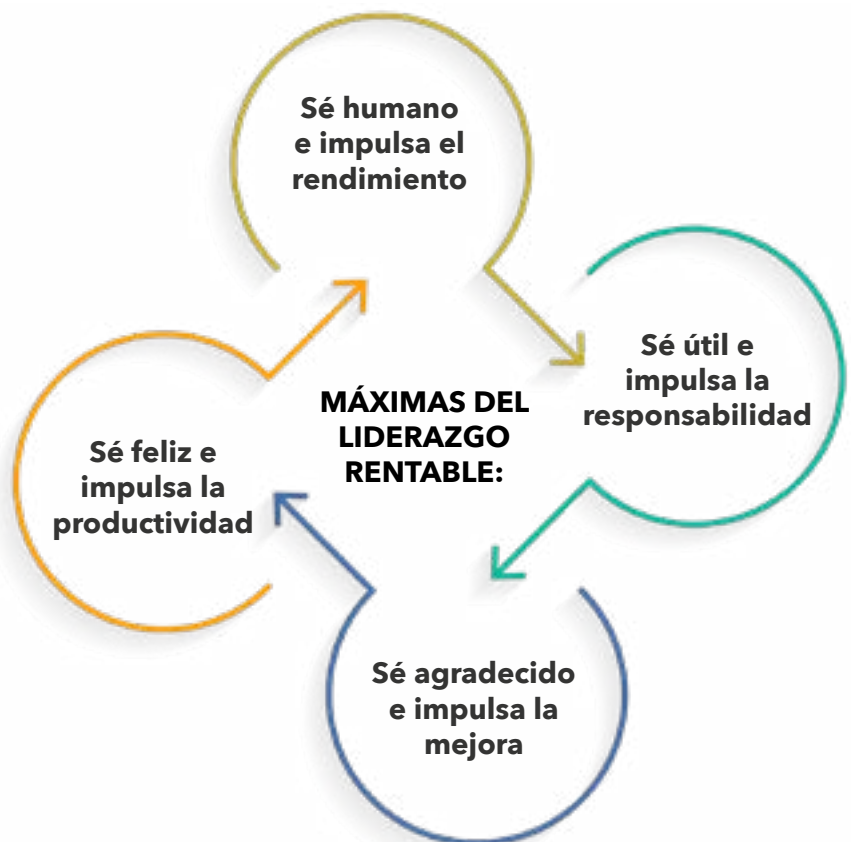 Sé humano
e impulsa el
rendimiento
Sé útil e
impulsa la
responsabilidad
MÁXIMAS DEL
LIDERAZGO
RENTABLE:
Sé feliz e
impulsa la
productividad
Sé agradecido
e impulsa la
mejora